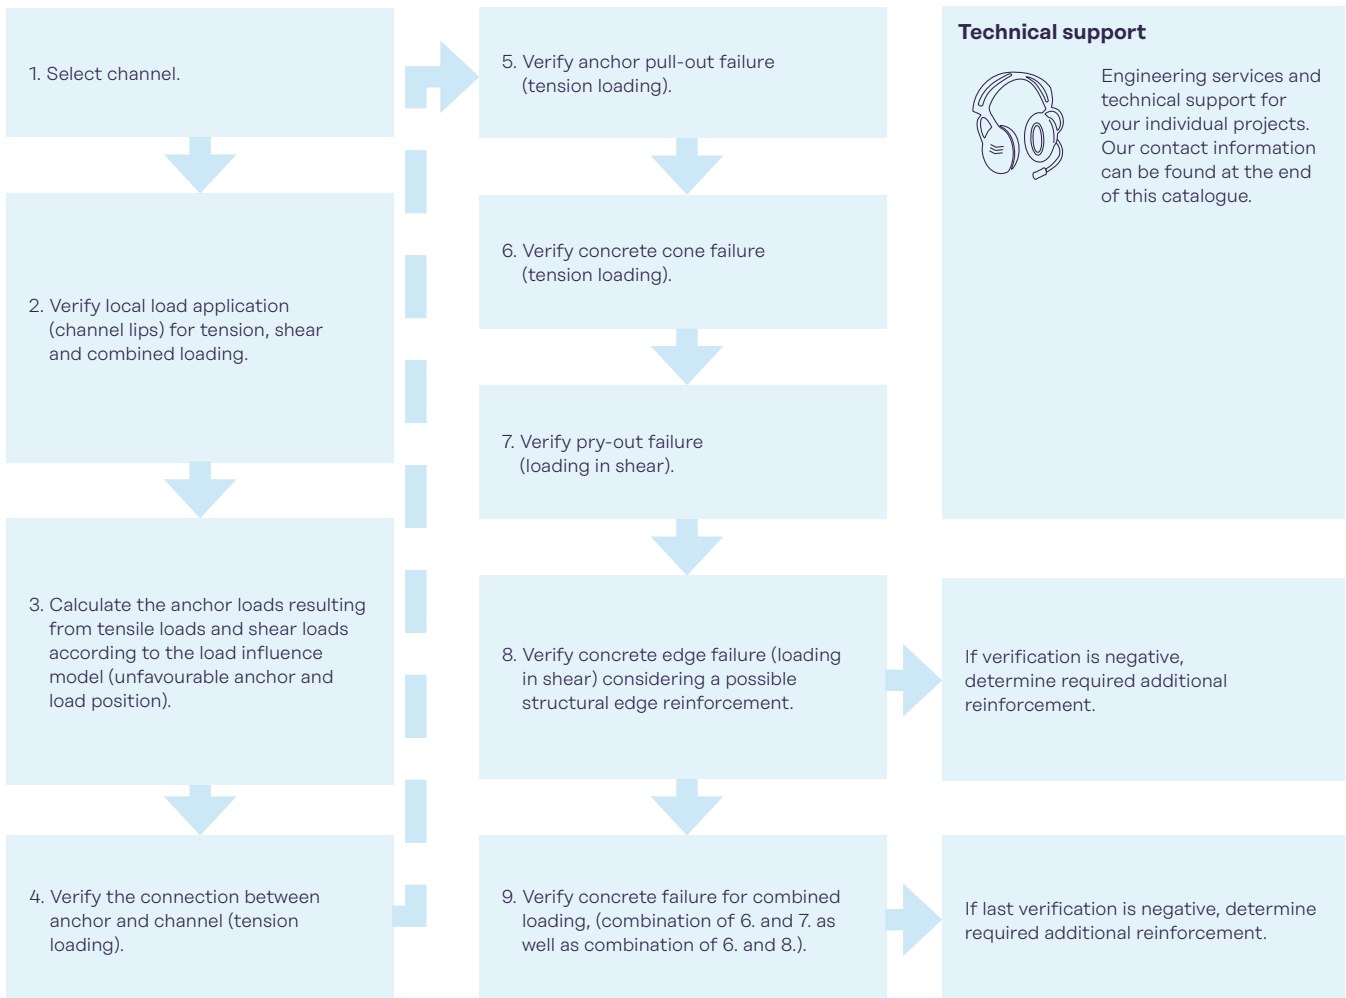 1. Select channel.
2. Verify local load application
(channel lips) for tension, shear
and combined loading.
3. Calculate the anchor loads resulting
from tensile loads and shear loads
according to the load influence
model (unfavourable anchor and
load position).
4. Verify the connection between
anchor and channel (tension
loading).
5. Verify anchor pull-out failure
(tension loading).
6. Verify concrete cone failure
(tension loading).
7. Verify pry-out failure
(loading in shear).
8. Verify concrete edge failure (loading
in shear) considering a possible
structural edge reinforcement.
9. Verify concrete failure for combined
loading, (combination of 6. and 7. as
well as combination of 6. and 8.).
Technical support
Engineering services and
technical support for
your individual projects.
Our contact information
can be found at the end
of this catalogue.
If verification is negative,
determine required additional
reinforcement.
If last verification is negative, determine
required additional reinforcement.